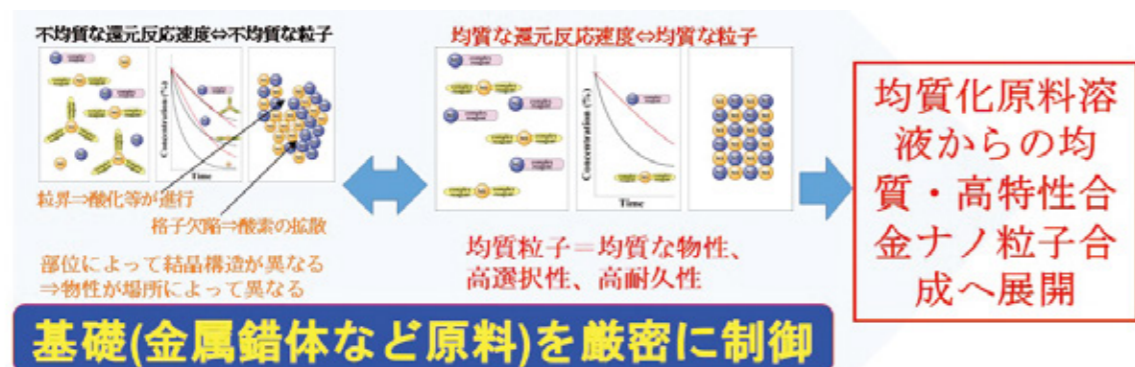 不均質な還元反応速度⇔不均質な粒子
Concentration (%)
Time
粒界⇒酸化等が進行
格子欠陥⇒酸素の拡散
部位によって結晶構造が異なる
⇒物性が場所によって異なる
均質な還元反応速度⇔均質な粒子
Concentration (%)
Time
均質粒子＝均質な物性、
高選択性、高耐久性
均質化原料溶
液からの均
質・高特性合
金ナノ粒子合
成へ展開
基礎(金属錯体など原料)を厳密に制御